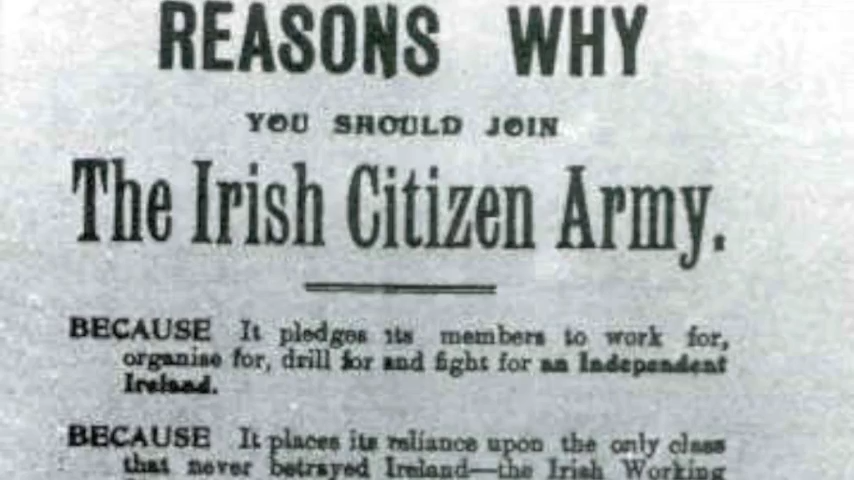 REASONS WHY
YOU SHOULD JOIN
The Irish Citizen Army.
BECAUSE It pledges its members to work for,
organise for, drill for and fight for an Independent
Ireland.
BECAUSE It places its reliance upon the only class
that never betrayed Ireland—the Irish Working